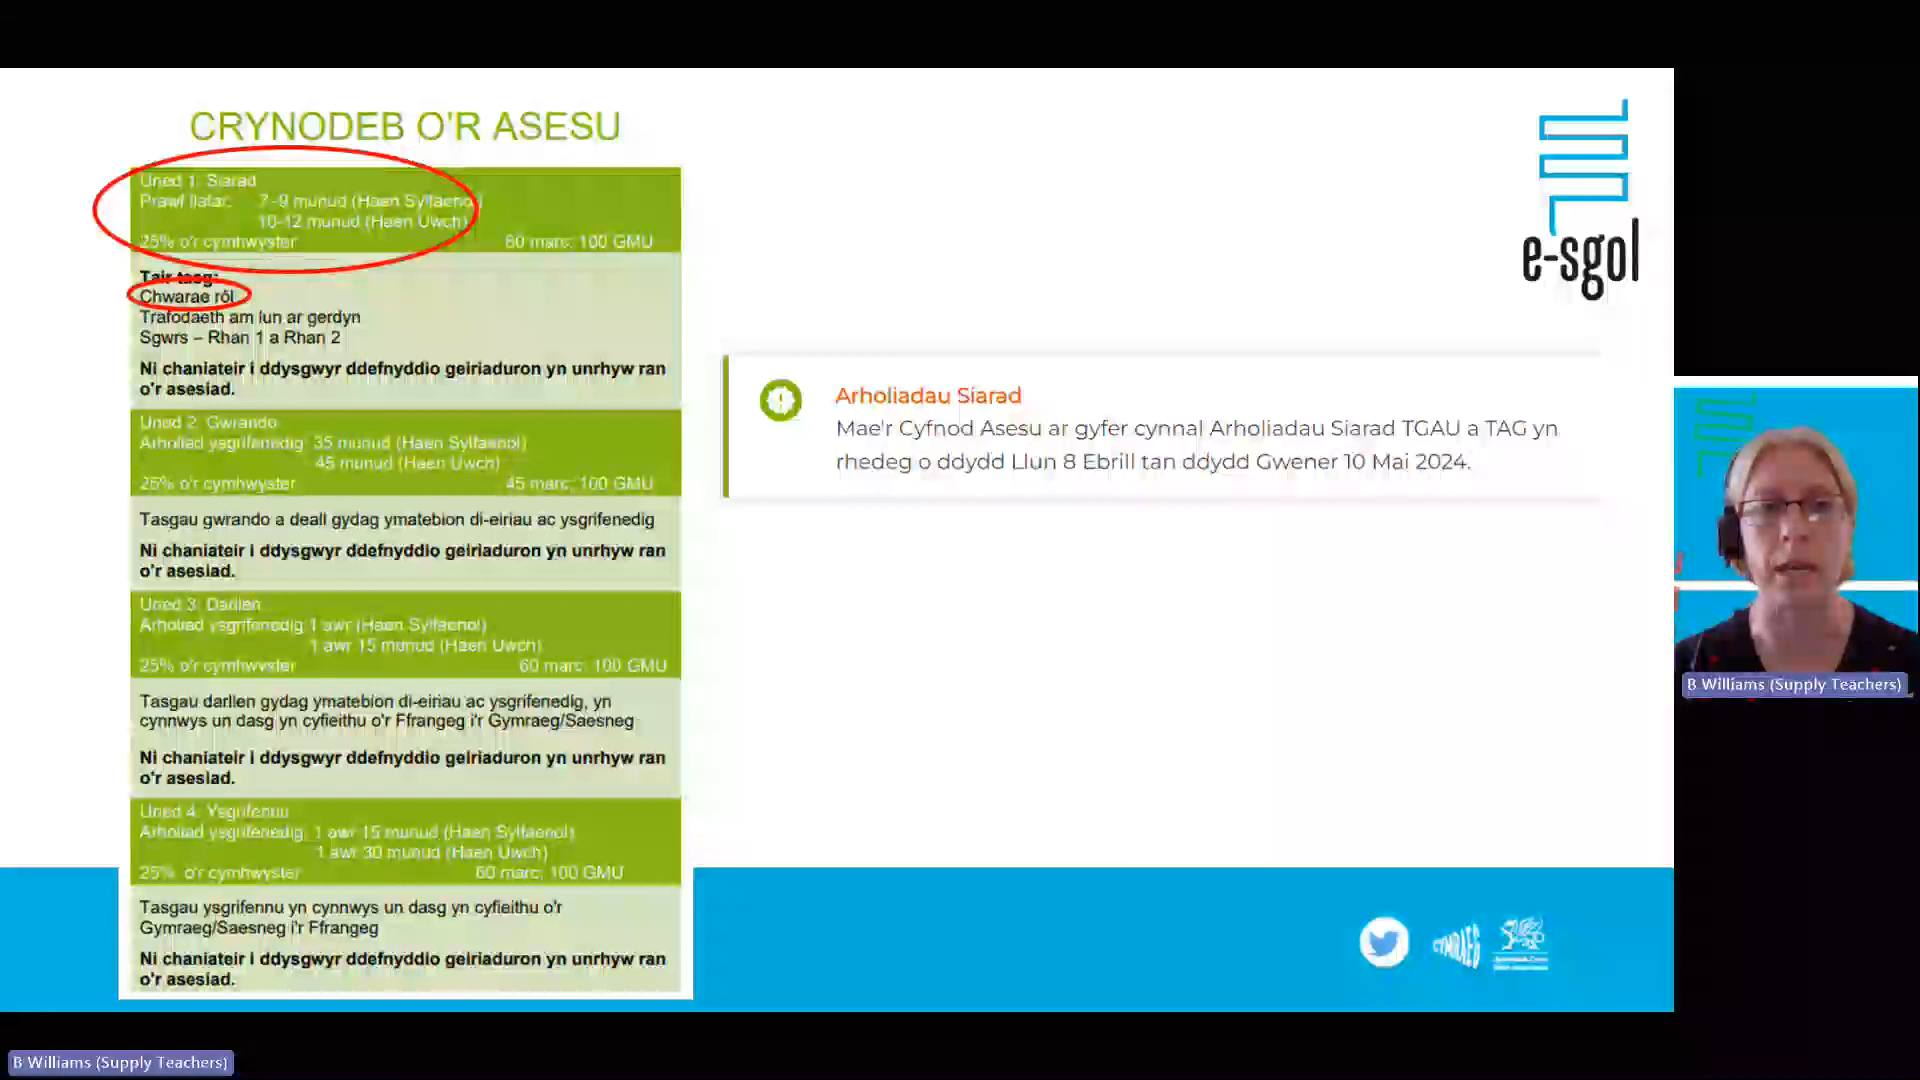 CRYNODEB O'R ASESU
Uned 1: Siarad
Prawf llafar: 7-9 munud (Haen Sylfaenol)
10-12 munud (Haen Uwch)
25% o'r cymhwyster 60 marc: 100 GMU
Tair tasg:
Chwarae rôl
Trafodaeth am lun ar gerdyn
Sgwrs – Rhan 1 a Rhan 2
Ni chaniateir i ddysgwyr ddefnyddio geiriaduron yn unrhyw ran
o'r asesiad.
Uned 2: Gwrando
Arholiad ysgrifenedig: 35 munud (Haen Sylfaenol)
45 munud (Haen Uwch)
25% o'r cymhwyster 45 marc: 100 GMU
Tasgau gwrando a deall gydag ymatebion di-eiriau ac ysgrifenedig
Ni chaniateir i ddysgwyr ddefnyddio geiriaduron yn unrhyw ran
o'r asesiad.
Uned 3: Darllen
Arholiad ysgrifenedig 1 awr (Haen Sylfaenol)
1 awr 15 munud (Haen Uwch)
25% o'r cymhwyster 60 marc: 100 GMU
Tasgau darllen gydag ymatebion di-eiriau ac ysgrifenedig, yn
cynnwys un dasg yn cyfieithu o'r Ffrangeg i'r Gymraeg/Saesneg
Ni chaniateir i ddysgwyr ddefnyddio geiriaduron yn unrhyw ran
o'r asesiad.
Uned 4: Ysgrifennu
Arholiad ysgrifenedig: 1 awr 15 munud (Haen Sylfaenol)
1 awr 30 munud (Haen Uwch)
25% o'r cymhwyster 60 marc: 100 GMU
Tasgau ysgrifennu yn cynnwys un dasg yn cyfieithu o'r
Gymraeg/Saesneg i'r Ffrangeg
Ni chaniateir i ddysgwyr ddefnyddio geiriaduron yn unrhyw ran
o'r asesiad.
e-sgol
Arholiadau Siarad
Mae'r Cyfnod Asesu ar gyfer cynnal Arholiadau Siarad TGAU a TAG yn
rhedeg o ddydd Llun 8 Ebrill tan ddydd Gwener 10 Mai 2024.
CYMRAEG
B Williams (Supply Teachers)
B Williams (Supply Teachers)